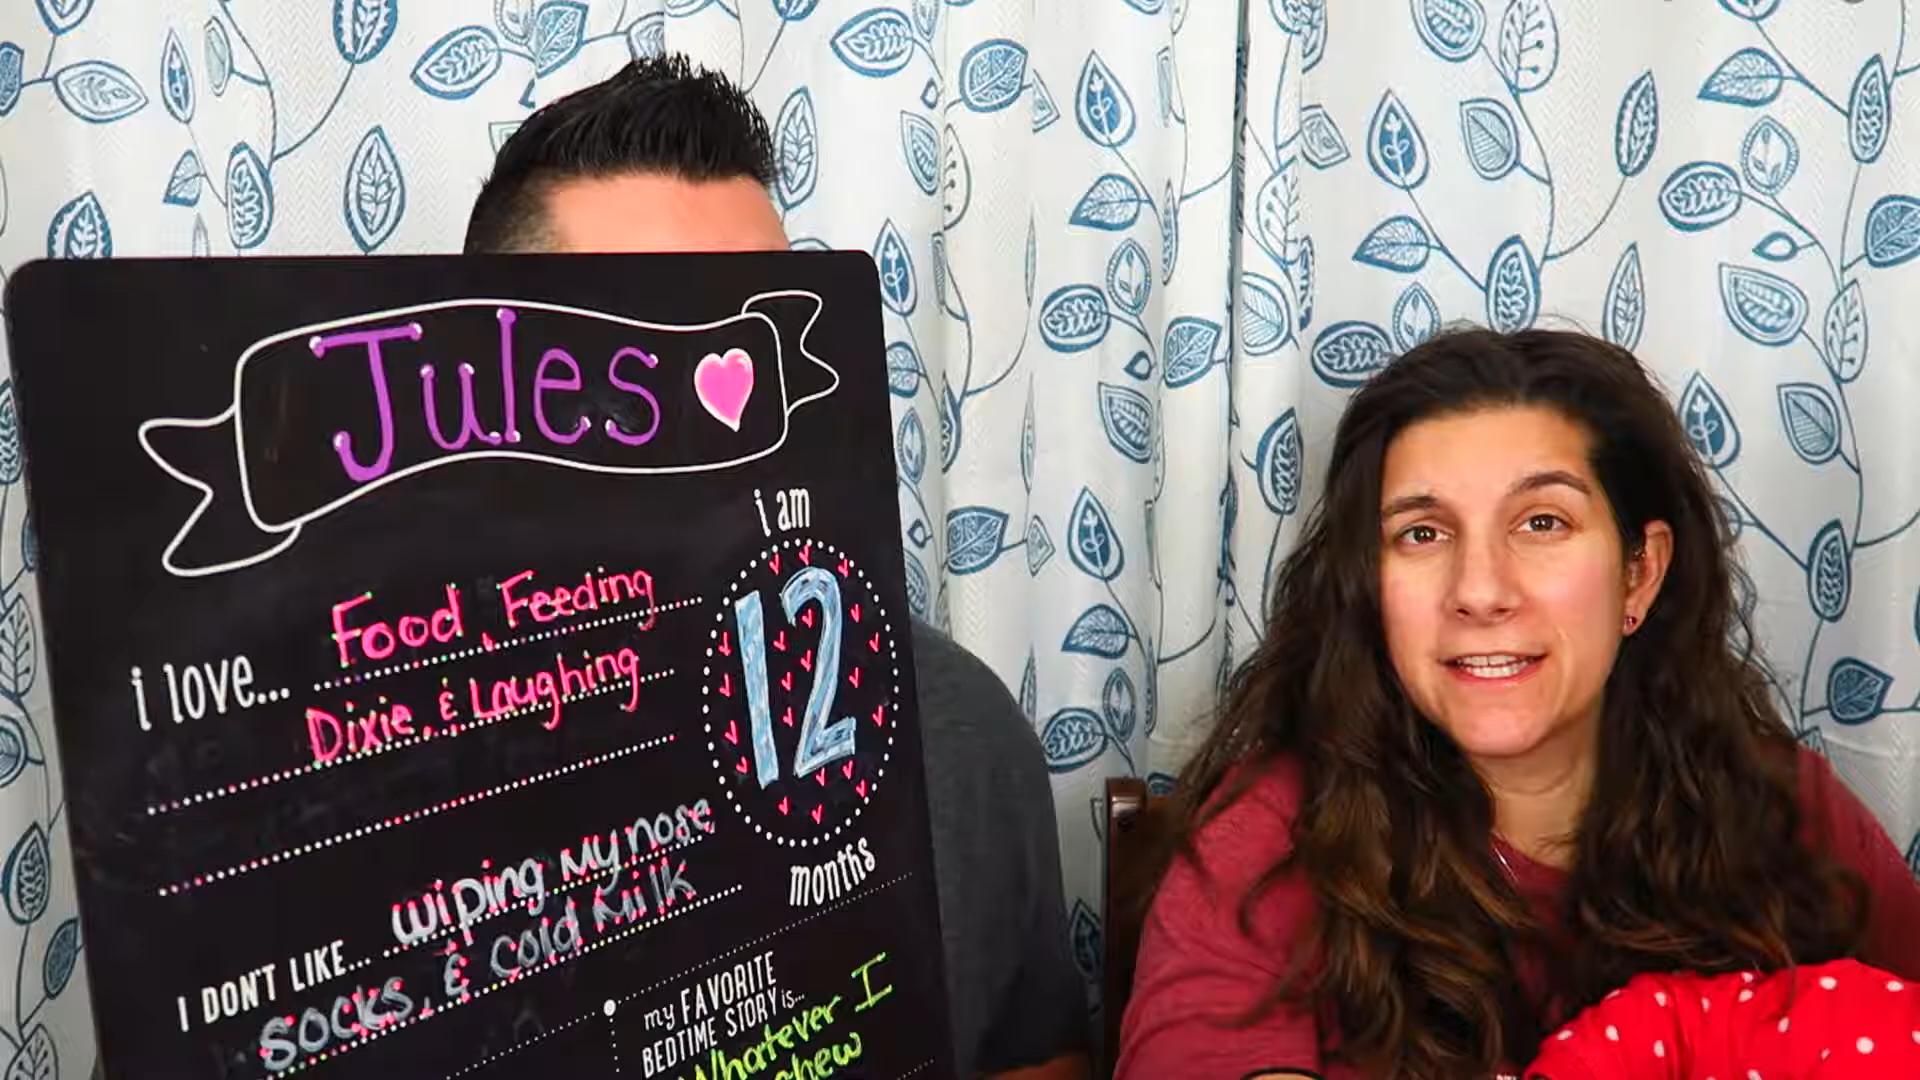 Jules
i am
12
months
i love... Food, Feeding
Dixie, & Laughing
I DON'T LIKE... wiping My nose
socks, & cold Milk
my FAVORITE
BEDTIME STORY is...
Whatever I
chew